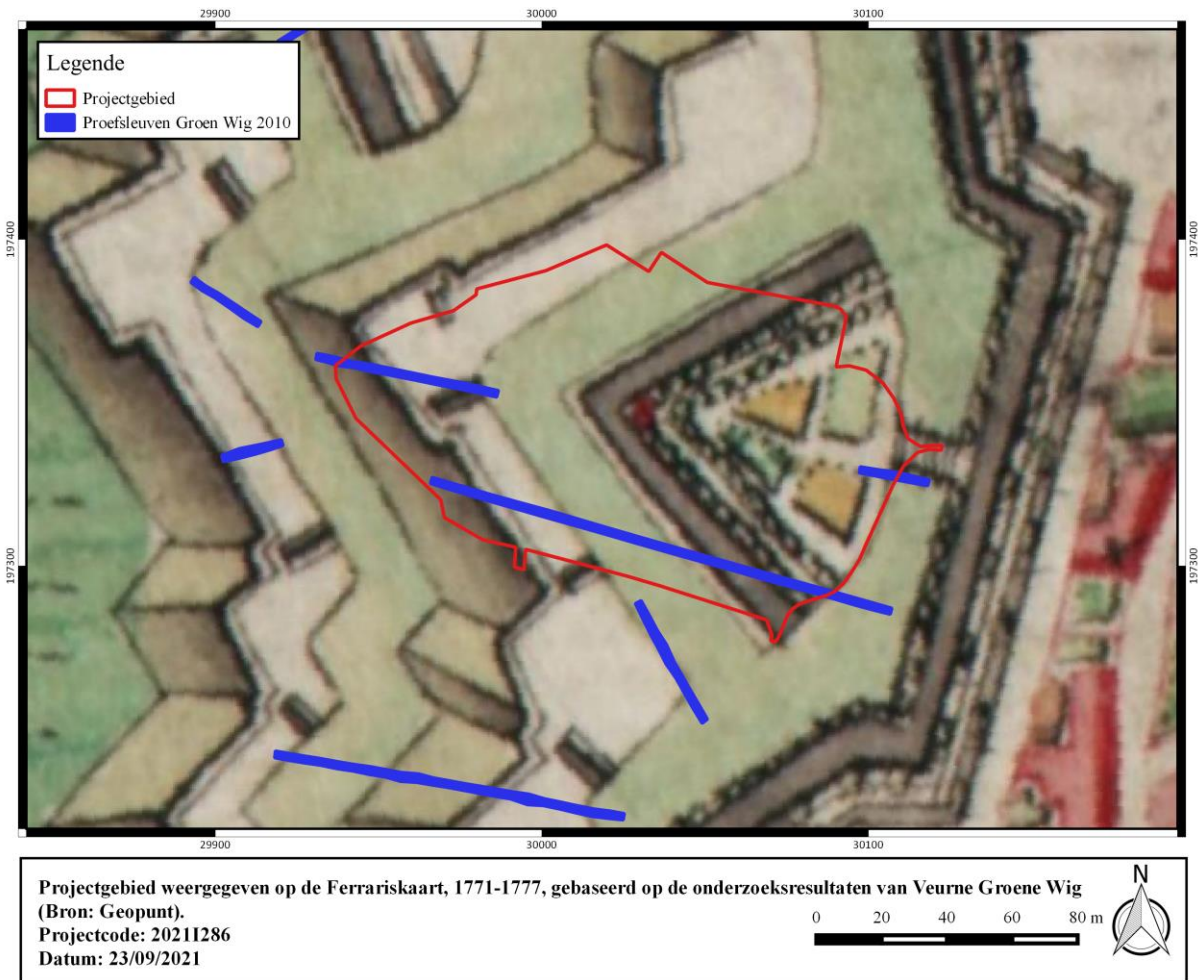 29900 30000 30100
Legende
Projectgebied
Proefsleuven Groen Wig 2010
197400 197400
197300 197300
29900 30000 30100
Projectgebied weergegeven op de Ferrariskaart, 1771-1777, gebaseerd op de onderzoeksresultaten van Veurne Groene Wig
(Bron: Geopunt).
Projectcode: 2021I286
Datum: 23/09/2021
0 20 40 60 80 m
N